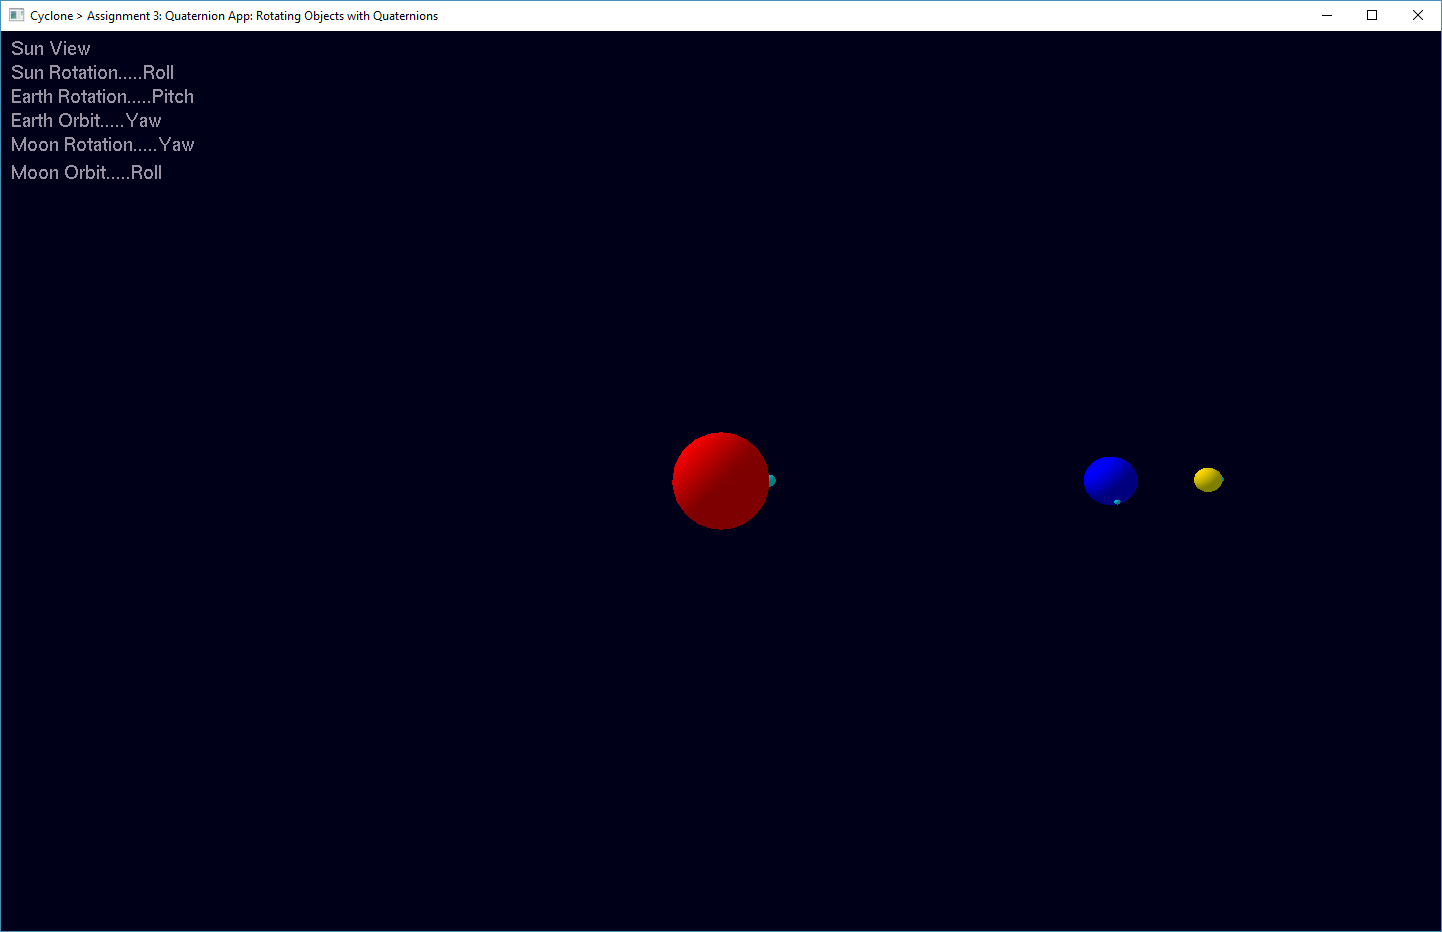 Cyclone > Assignment 3: Quaternion App: Rotating Objects with Quaternions
Sun View
Sun Rotation.....Roll
Earth Rotation.....Pitch
Earth Orbit.....Yaw
Moon Rotation.....Yaw
Moon Orbit.....Roll